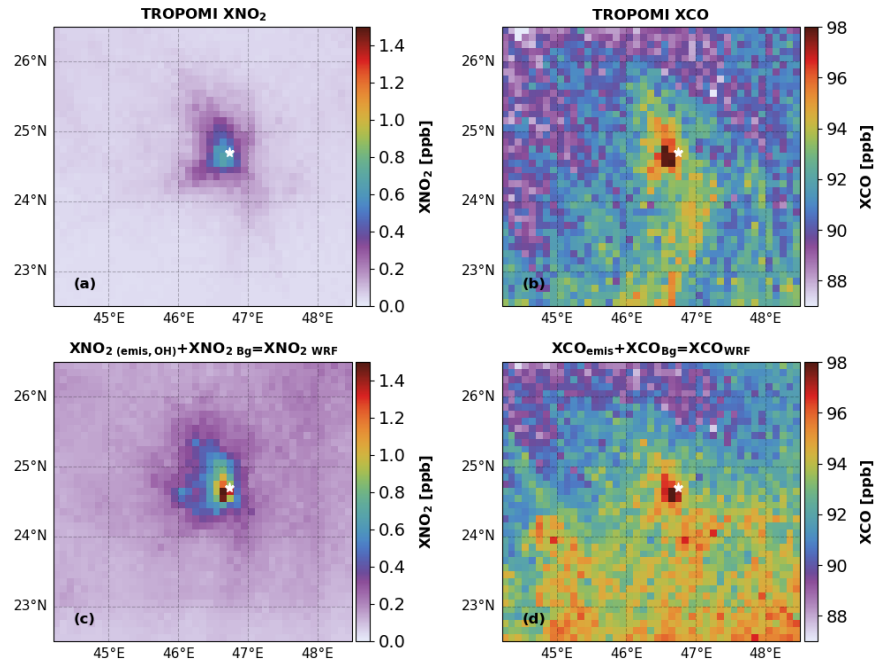 TROPOMI XNO₂
TROPOMI XCO
26°N
25°N
24°N
23°N
(a)
45°E 46°E 47°E 48°E
1.4
1.2
1.0
0.8
0.6
0.4
0.2
0.0
XNO₂ [ppb]
(b)
45°E 46°E 47°E 48°E
98
96
94
92
90
88
XCO [ppb]
XNO₂ (emis, OH)+XNO₂ Bg=XNO₂ WRF
XCOemis+XCOBg=XCOWRF
26°N
25°N
24°N
23°N
(c)
45°E 46°E 47°E 48°E
1.4
1.2
1.0
0.8
0.6
0.4
0.2
0.0
XNO₂ [ppb]
26°N
25°N
24°N
23°N
(d)
45°E 46°E 47°E 48°E
98
96
94
92
90
88
XCO [ppb]